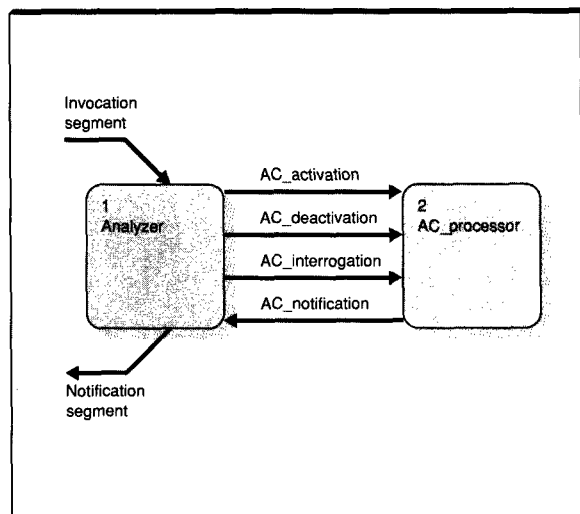 Invocation
segment
AC_activation
1
Analyzer
2
AC_processor
AC_deactivation
AC_interrogation
AC_notification
Notification
segment